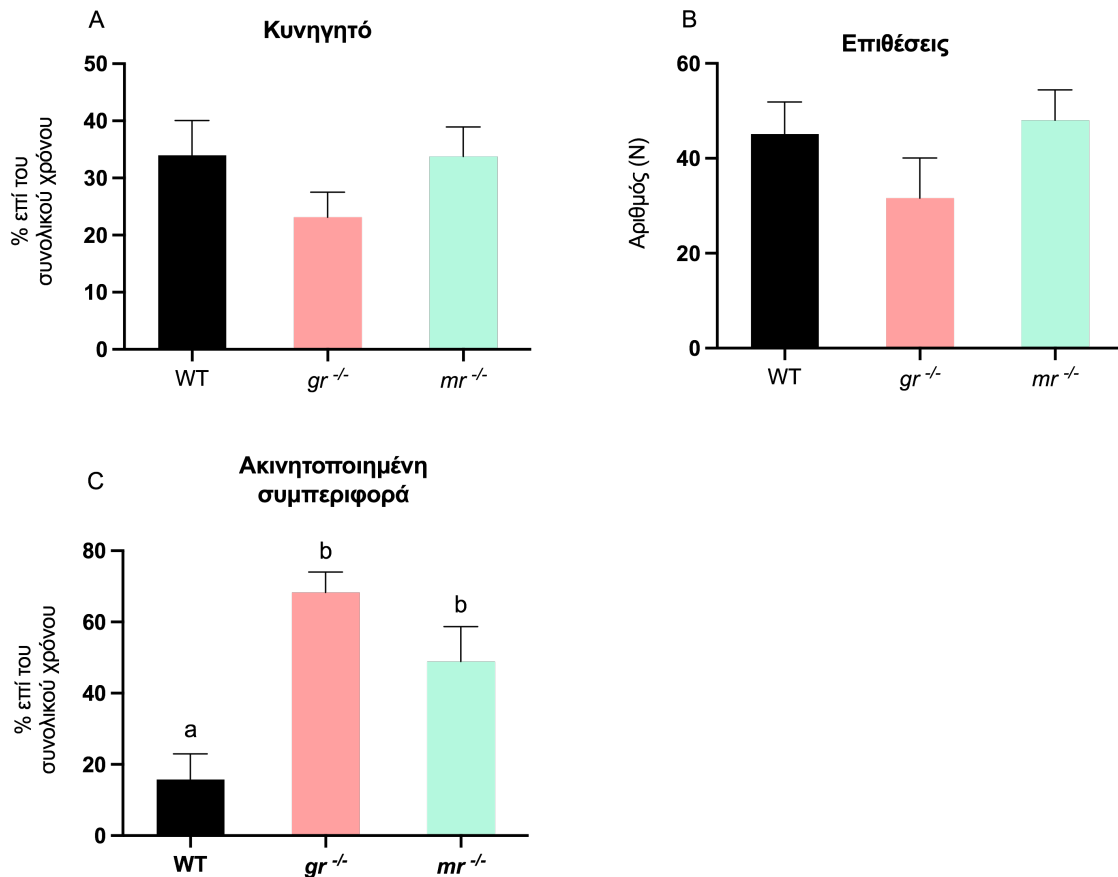 A
Κυνηγητό
% επί του
συνολικού χρόνου
50
40
30
20
10
0
WT
gr -/-
mr -/-
B
Επιθέσεις
Αριθμός (N)
60
40
20
0
WT
gr -/-
mr -/-
C
Ακινητοποιημένη
συμπεριφορά
% επί του
συνολικού χρόνου
80
60
40
20
0
a
b
b
WT
gr -/-
mr -/-